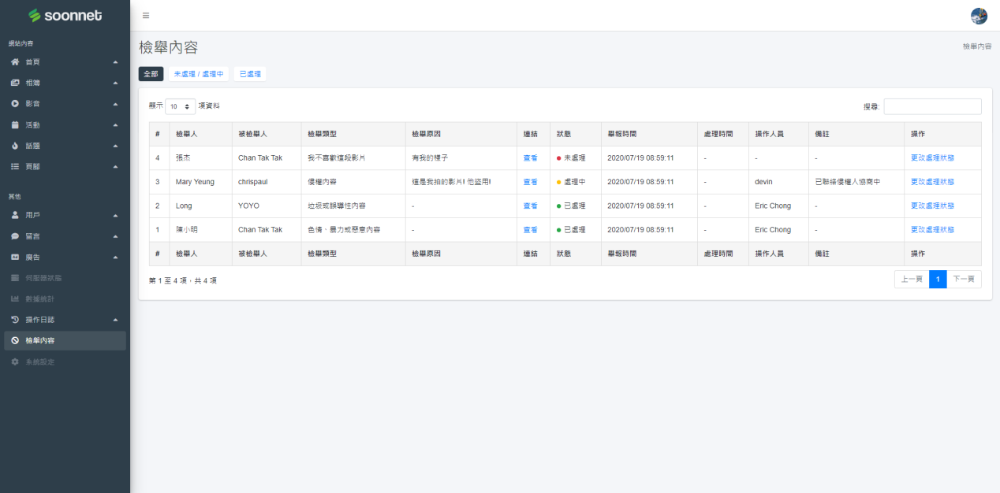 soonnet
網站內容
首頁
相簿
影音
活動
話題
頁腳
其他
用戶
留言
廣告
伺服器狀態
數據統計
操作日誌
檢舉內容
系統設定
檢舉內容
檢舉內容
全部 未處理 / 處理中 已處理
顯示 10 項資料 搜尋:
# 檢舉人 被檢舉人 檢舉類型 檢舉原因 連結 狀態 舉報時間 處理時間 操作人員 備註 操作
4 張杰 Chan Tak Tak 我不喜歡這段影片 有我的樣子 查看 未處理 2020/07/19 08:59:11 - - - 更改處理狀態
3 Mary Yeung chrispaul 侵權內容 這是我拍的影片! 他盜用! 查看 處理中 2020/07/19 08:59:11 - devin 已聯絡侵權人協商中 更改處理狀態
2 Long YOYO 垃圾或誤導性內容 - 查看 已處理 2020/07/19 08:59:11 - Eric Chong - 更改處理狀態
1 陳小明 Chan Tak Tak 色情、暴力或惡意內容 - 查看 已處理 2020/07/19 08:59:11 - Eric Chong - 更改處理狀態
# 檢舉人 被檢舉人 檢舉類型 檢舉原因 連結 狀態 舉報時間 處理時間 操作人員 備註 操作
第 1 至 4 項，共 4 項
上一頁 1 下一頁